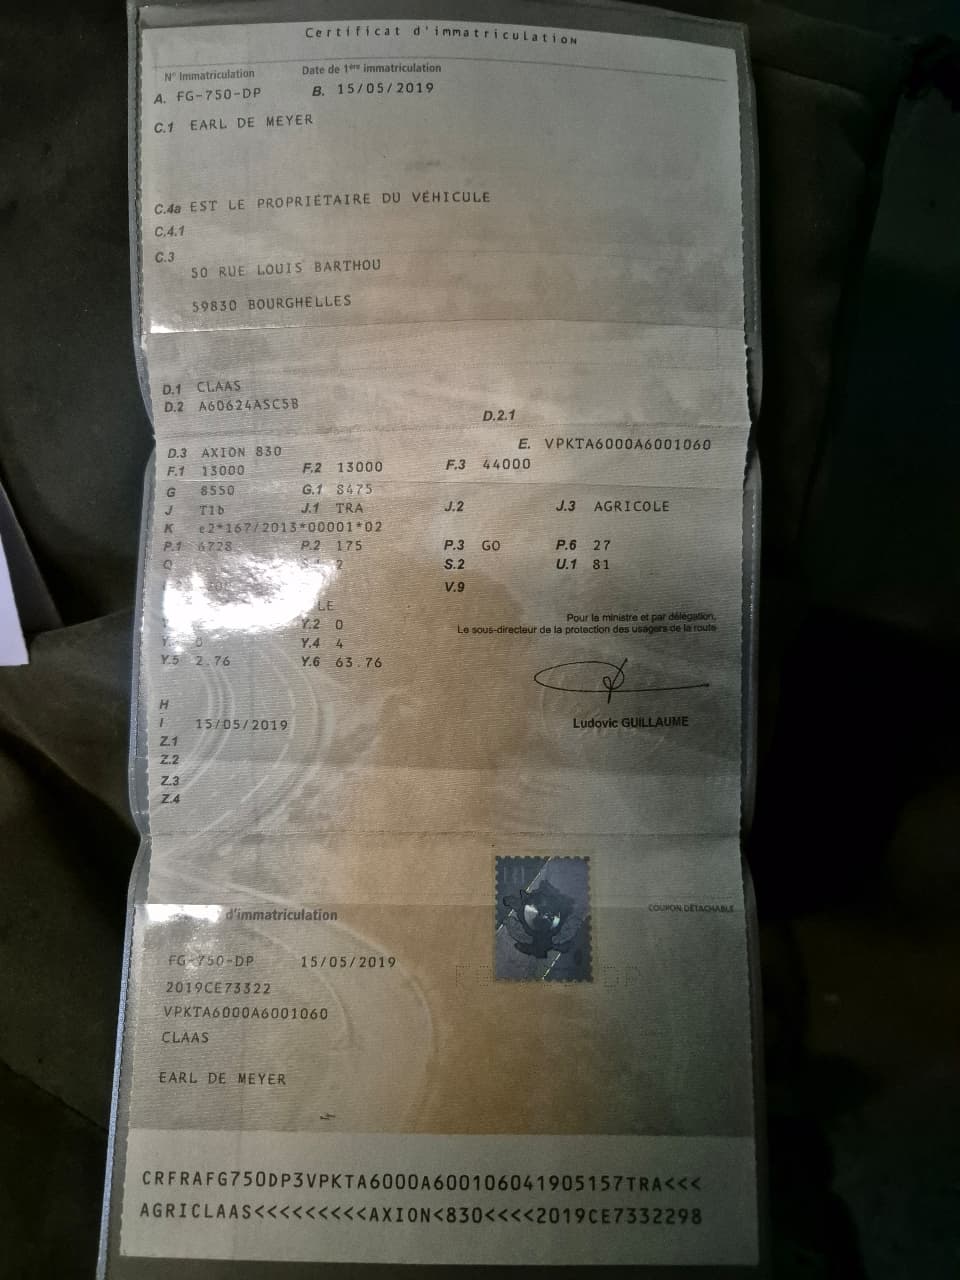 Certificat d'immatriculation
N° Immatriculation Date de 1ère immatriculation
A. FG-750-DP B. 15/05/2019
C.1 EARL DE MEYER
C.4a EST LE PROPRIÉTAIRE DU VÉHICULE
C.4.1
C.3
50 RUE LOUIS BARTHOU
59830 BOURGHELLES
D.1 CLAAS
D.2 A60624ASC5B D.2.1
D.3 AXION 830 E. VPKTA6000A6001060
F.1 13000 F.2 13000 F.3 44000
G 8550 G.1 8475
J T1b J.1 TRA J.2 J.3 AGRICOLE
K e2*167/2013*00001*02
P.1 6728 P.2 175 P.3 GO P.6 27
Q 2 S.2 U.1 81
V.9
LE
Y.2 0
0 Y.4 4
Y.5 2.76 Y.6 63.76
Pour le ministre et par délégation,
Le sous-directeur de la protection des usagers de la route
Ludovic GUILLAUME
H
I 15/05/2019
Z.1
Z.2
Z.3
Z.4
d'immatriculation COUPON DÉTACHABLE
FG-750-DP 15/05/2019
2019CE73322
VPKTA6000A6001060
CLAAS
EARL DE MEYER
CRFRAFG750DP3VPKTA6000A600106041905157TRA<<<
AGRICLAAS<<<<<<<<<AXION<830<<<<2019CE7332298